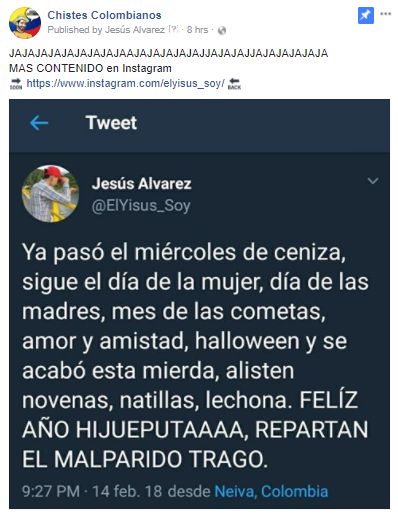 Chistes Colombianos
Published by Jesús Alvarez [?] · 8 hrs ·
JAJAJAJAJAJAJAJAJAAJAJAJAJAJAJJAJAJAJJAJAJAJAJAJA
MAS CONTENIDO en Instagram
SOON https://www.instagram.com/elyisus_soy/ BACK
Tweet
Jesús Alvarez
@ElYisus_Soy
Ya pasó el miércoles de ceniza,
sigue el día de la mujer, día de las
madres, mes de las cometas,
amor y amistad, halloween y se
acabó esta mierda, alisten
novenas, natillas, lechona. FELÍZ
AÑO HIJUEPUTAAAA, REPARTAN
EL MALPARIDO TRAGO.
9:27 PM · 14 feb. 18 desde Neiva, Colombia